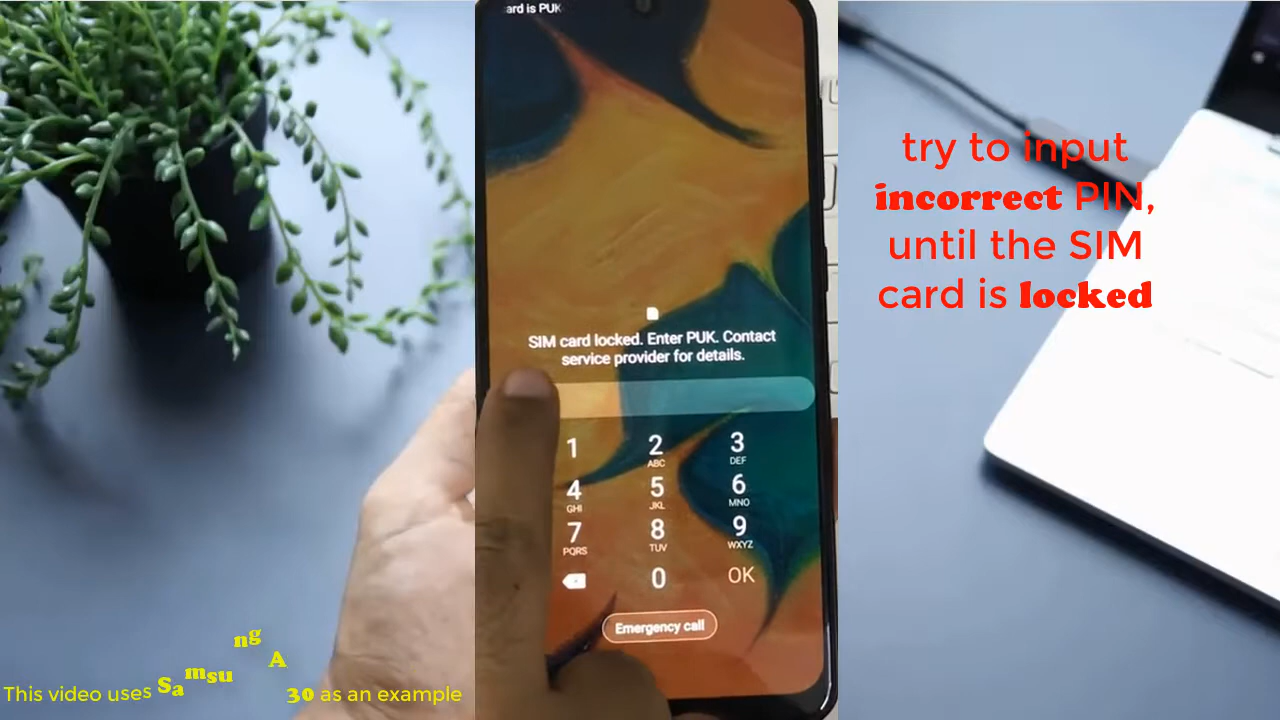 ard is PUK
try to input
incorrect PIN,
until the SIM
card is locked
SIM card locked. Enter PUK. Contact
service provider for details.
1 2 3
ABC DEF
4 5 6
GHI JKL MNO
7 8 9
PQRS TUV WXYZ
0 OK
Emergency call
This video uses Samsung A 30 as an example